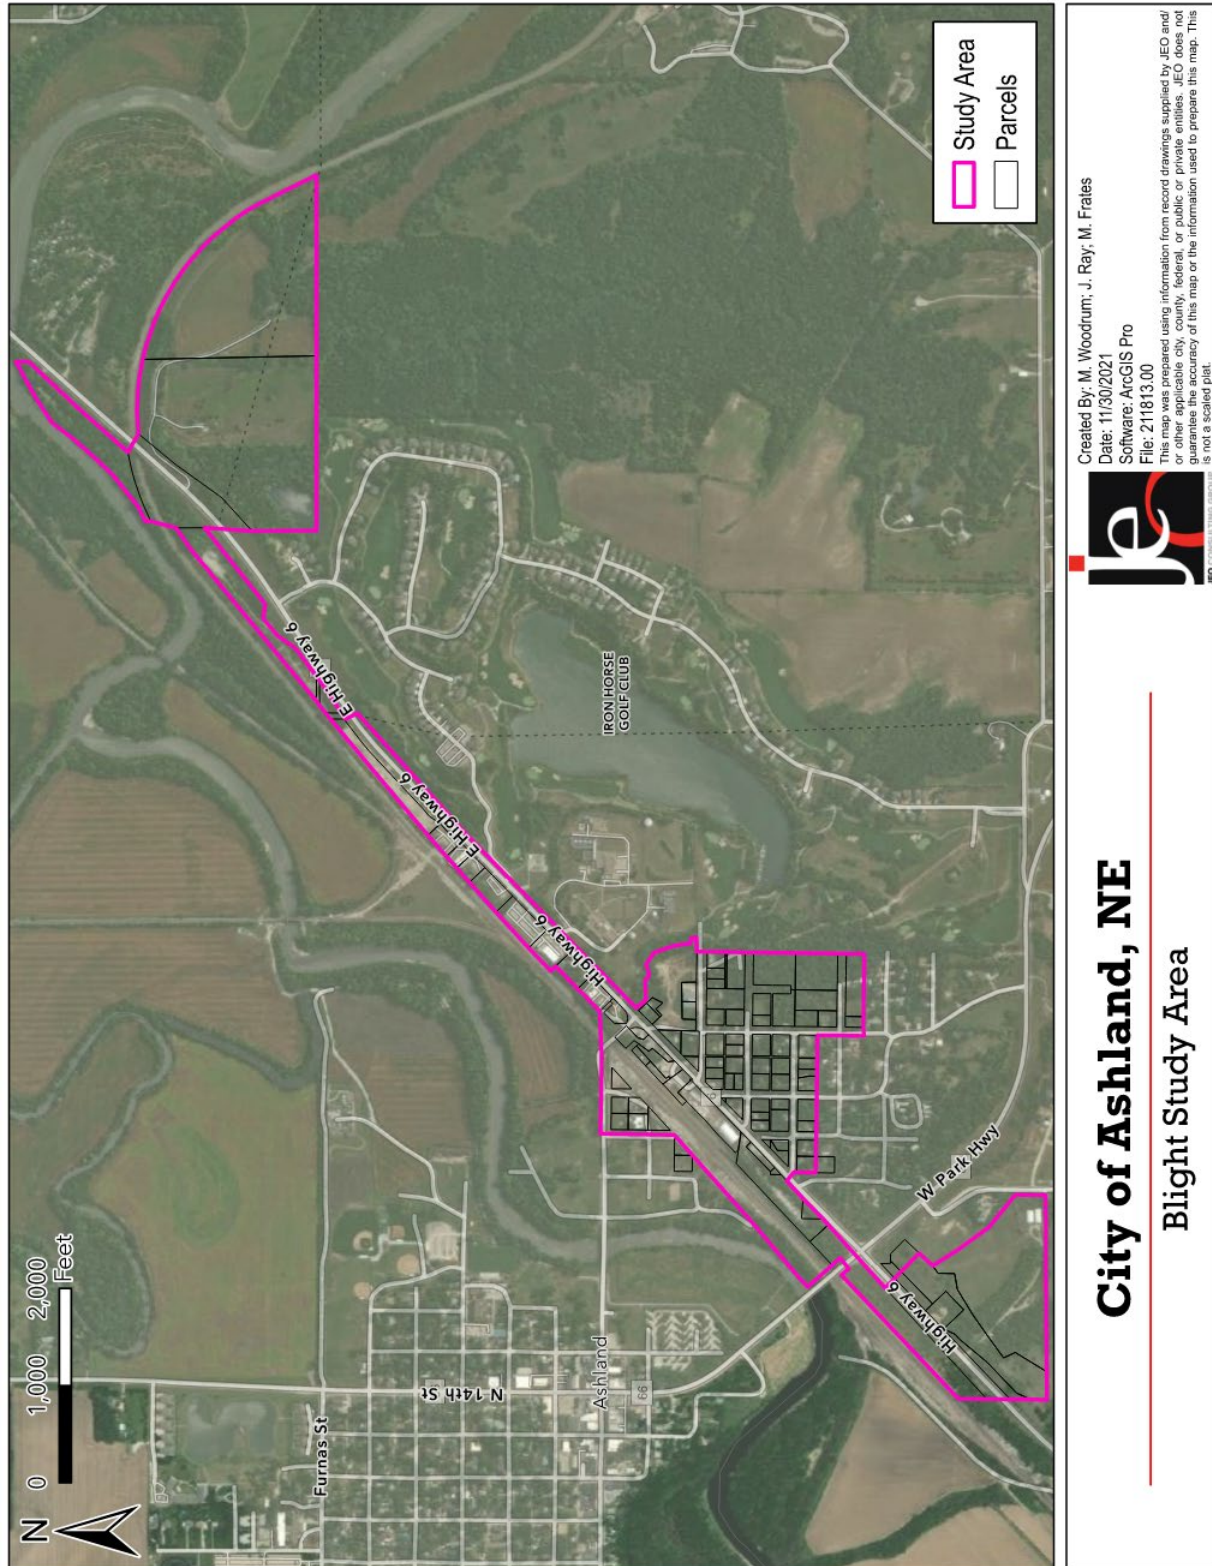 N
0 1,000 2,000
Feet
Furnas St
N 14th St
Ashland
66
E Highway 6
E Highway 6
Highway 6
IRON HORSE
GOLF CLUB
W Park Hwy
Highway 6
Study Area
Parcels
City of Ashland, NE
Blight Study Area
jeo
JEO CONSULTING GROUP
Created By: M. Woodrum; J. Ray; M. Frates
Date: 11/30/2021
Software: ArcGIS Pro
File: 211813.00
This map was prepared using information from record drawings supplied by JEO and/
or other applicable city, county, federal, or public or private entities. JEO does not
guarantee the accuracy of this map or the information used to prepare this map. This
is not a scaled plat.